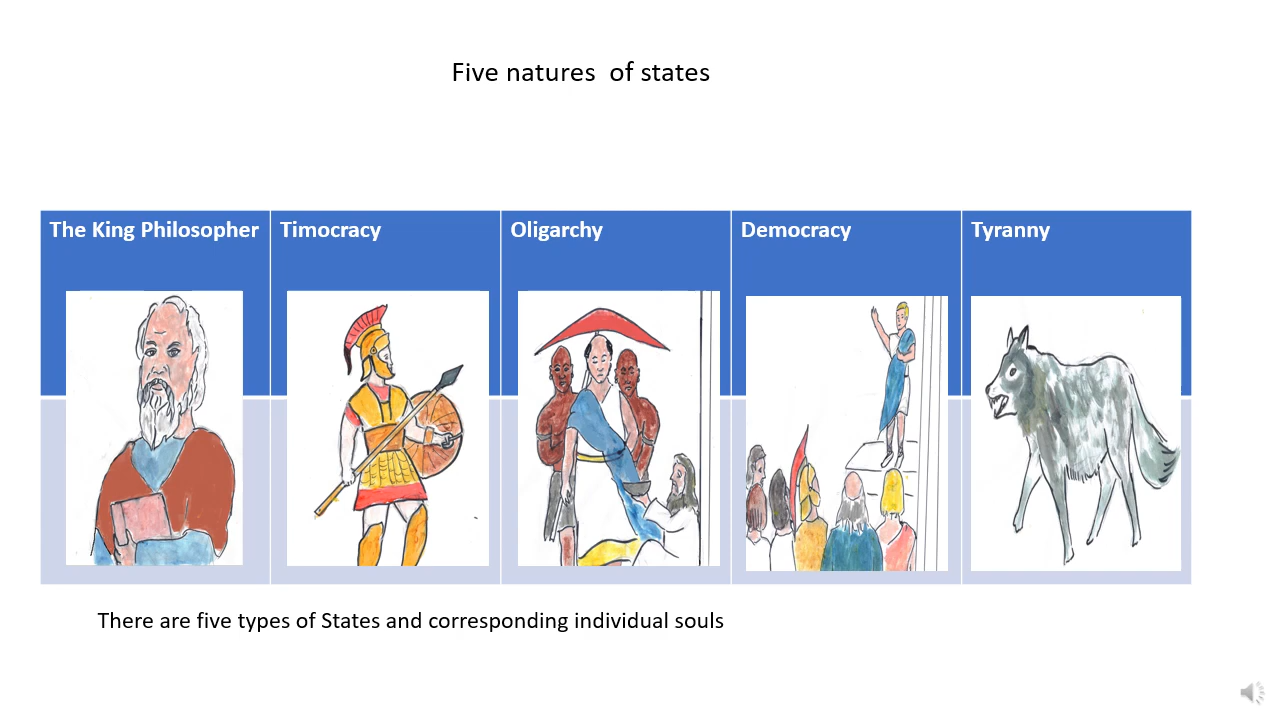 Five natures  of states
The King Philosopher
Timocracy
Oligarchy
Democracy
Tyranny
There are five types of States and corresponding individual souls